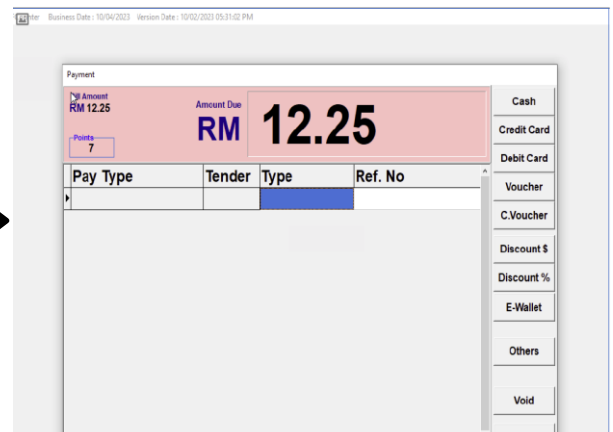 Business Date : 10/04/2023 Version Date : 10/02/2023 05:31:02 PM
Payment
Amount
RM 12.25
Amount Due
RM 12.25
Points
7
Pay Type Tender Type Ref. No
Cash
Credit Card
Debit Card
Voucher
C.Voucher
Discount $
Discount %
E-Wallet
Others
Void